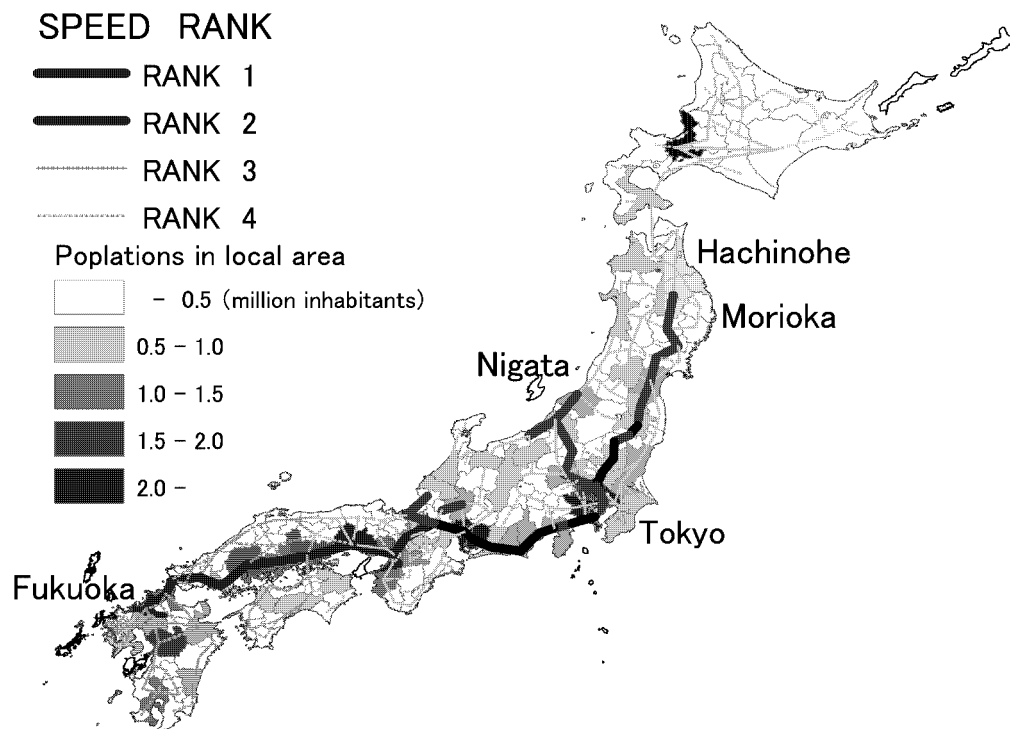 SPEED RANK
RANK 1
RANK 2
RANK 3
RANK 4
Poplations in local area
- 0.5 (million inhabitants)
0.5 - 1.0
1.0 - 1.5
1.5 - 2.0
2.0 -
Hachinohe
Morioka
Nigata
Tokyo
Fukuoka